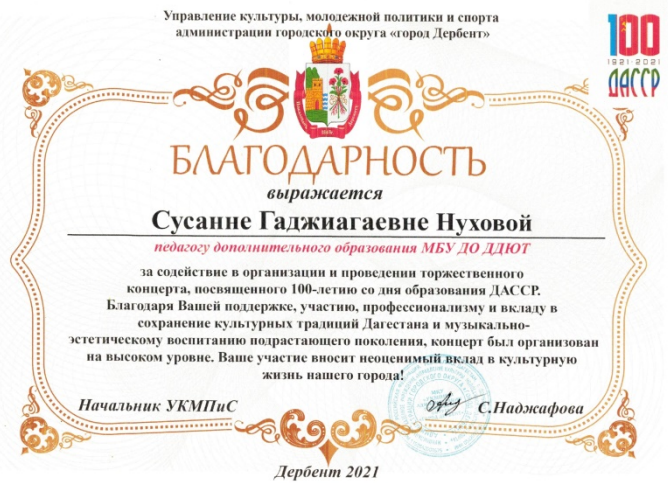 Управление культуры, молодежной политики и спорта
администрации городского округа «город Дербент»
100
1921-2021
ДАССР
БЛАГОДАРНОСТЬ
выражается
Сусанне Гаджиагаевне Нуховой
педагогу дополнительного образования МБУ ДО ДДЮТ
за содействие в организации и проведении торжественного
концерта, посвященного 100-летию со дня образования ДАССР.
Благодаря Вашей поддержке, участию, профессионализму и вкладу в
сохранение культурных традиций Дагестана и музыкально-
эстетическому воспитанию подрастающего поколения, концерт был организован
на высоком уровне. Ваше участие вносит неоценимый вклад в культурную
жизнь нашего города!
Начальник УКМПиС
С.Наджафова
Дербент 2021